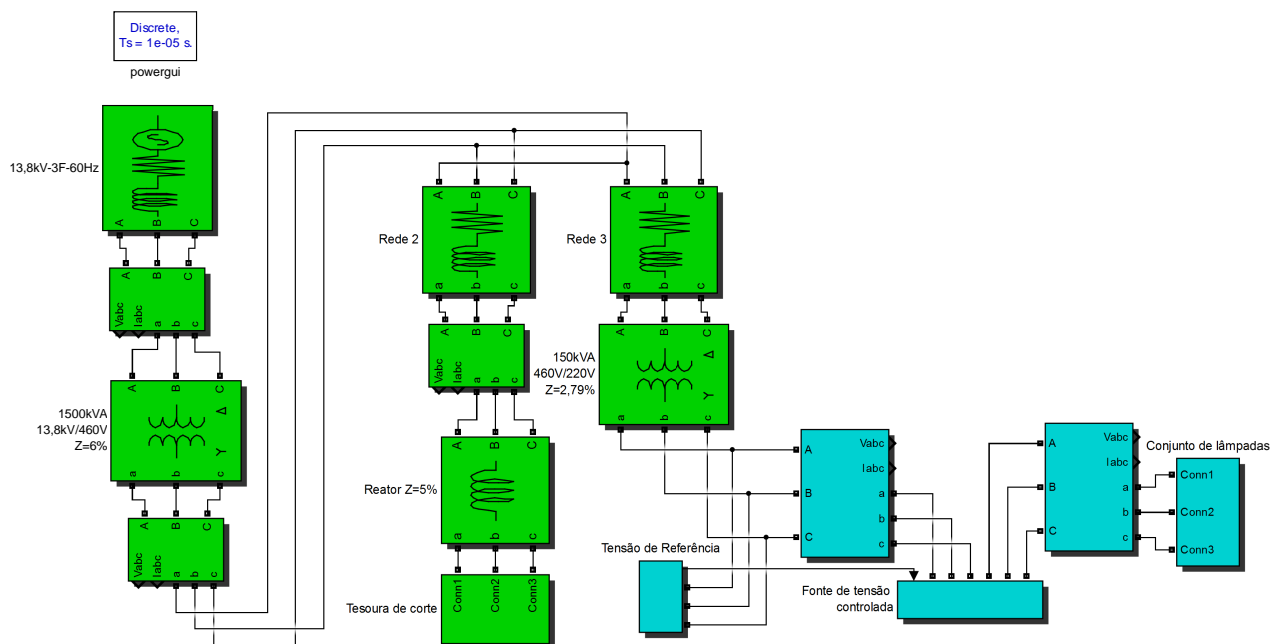 Discrete,
Ts = 1e-05 s.
powergui
13,8kV-3F-60Hz
A
B
C
A
B
C
Vabc
Iabc
a
b
c
1500kVA
13,8kV/460V
Z=6%
A
B
C
Δ
Y
a
b
c
A
B
C
Vabc
Iabc
a
b
c
Rede 2
A
B
C
a
b
c
A
B
C
Vabc
Iabc
a
b
c
Reator Z=5%
A
B
C
a
b
c
Tesoura de corte
Conn1
Conn2
Conn3
Rede 3
A
B
C
a
b
c
150kVA
460V/220V
Z=2,79%
A
B
C
Δ
Y
a
b
c
A
B
C
Vabc
Iabc
a
b
c
Tensão de Referência
Fonte de tensão
controlada
A
B
C
Vabc
Iabc
a
b
c
Conjunto de lâmpadas
Conn1
Conn2
Conn3